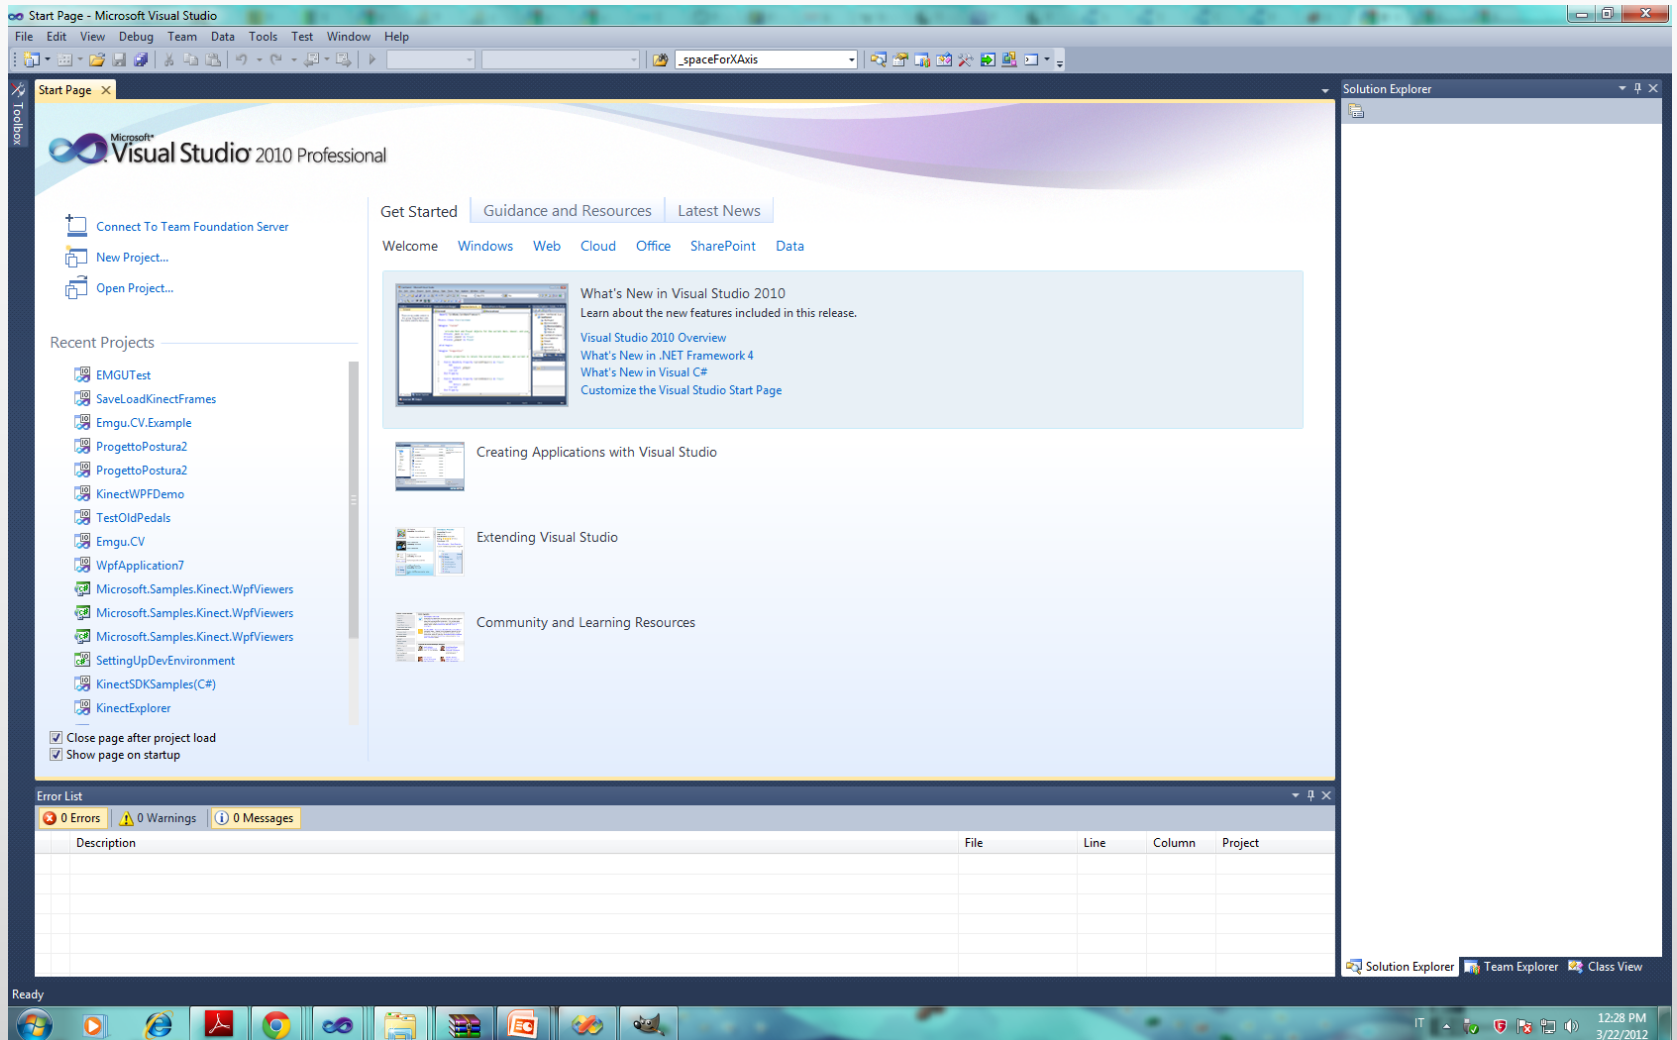 Start Page - Microsoft Visual Studio
File Edit View Debug Team Data Tools Test Window Help
_spaceForXAxis
Toolbox
Start Page
Solution Explorer
Microsoft
Visual Studio 2010 Professional
Connect To Team Foundation Server
New Project...
Open Project...
Recent Projects
EMGUTest
SaveLoadKinectFrames
Emgu.CV.Example
ProgettoPostura2
ProgettoPostura2
KinectWPFDemo
TestOldPedals
Emgu.CV
WpfApplication7
Microsoft.Samples.Kinect.WpfViewers
Microsoft.Samples.Kinect.WpfViewers
Microsoft.Samples.Kinect.WpfViewers
SettingUpDevEnvironment
KinectSDKSamples(C#)
KinectExplorer
Close page after project load
Show page on startup
Get Started Guidance and Resources Latest News
Welcome Windows Web Cloud Office SharePoint Data
What's New in Visual Studio 2010
Learn about the new features included in this release.
Visual Studio 2010 Overview
What's New in .NET Framework 4
What's New in Visual C#
Customize the Visual Studio Start Page
Creating Applications with Visual Studio
Extending Visual Studio
Community and Learning Resources
Error List
0 Errors 0 Warnings 0 Messages
Description File Line Column Project
Solution Explorer Team Explorer Class View
Ready
IT
12:28 PM
3/22/2012